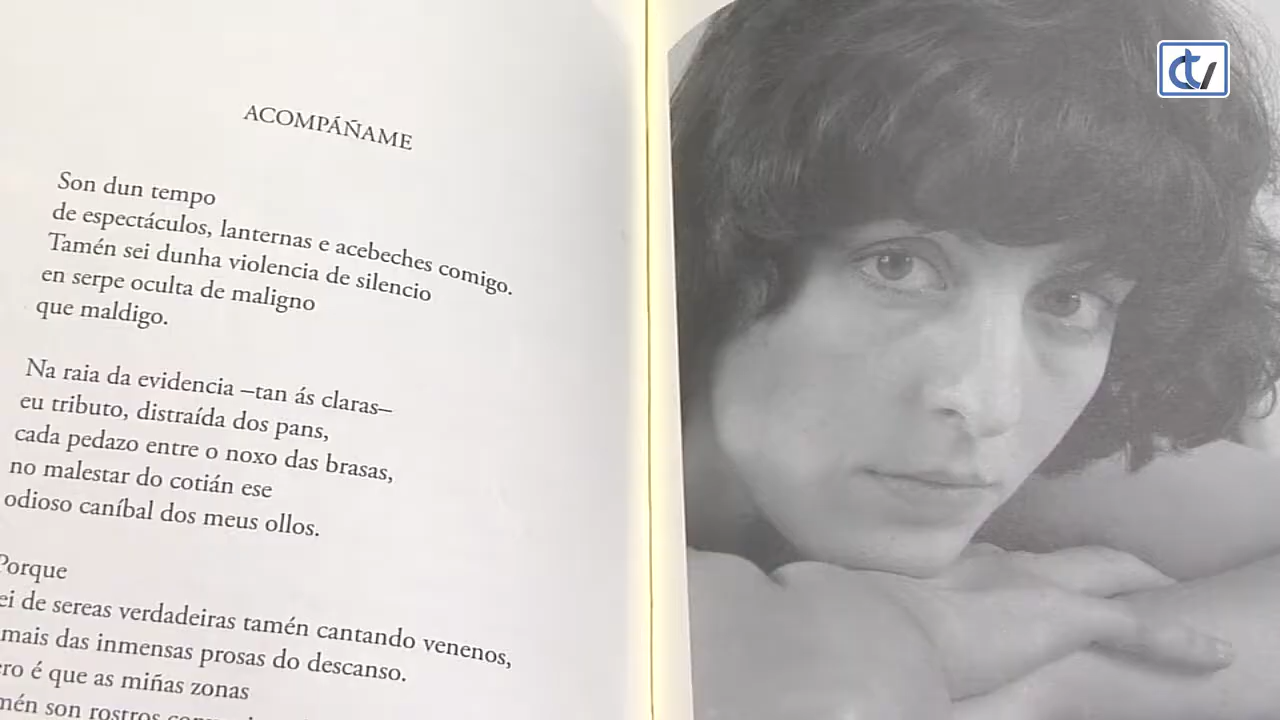 ACOMPÁÑAME
Son dun tempo
de espectáculos, lanternas e acebeches comigo.
Tamén sei dunha violencia de silencio
en serpe oculta de maligno
que maldigo.
Na raia da evidencia –tan ás claras–
eu tributo, distraída dos pans,
cada pedazo entre o noxo das brasas,
no malestar do cotián ese
odioso caníbal dos meus ollos.
Porque
de sereas verdadeiras tamén cantando venenos,
mais das inmensas prosas do descanso.
é que as miñas zonas
son rostros
ctv